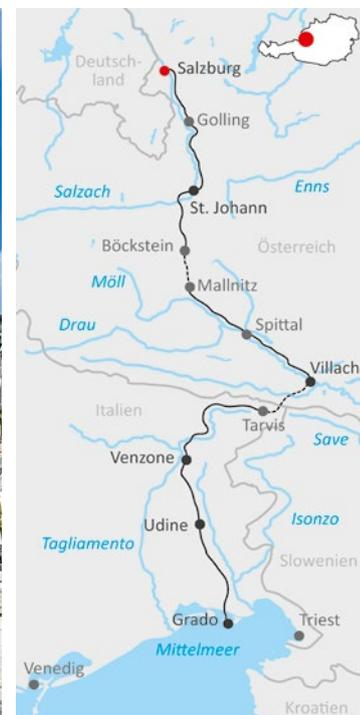 Deutsch-
land
Salzburg
Golling
Salzach
Enns
St. Johann
Böckstein
Österreich
Möll
Mallnitz
Drau
Spittal
Villach
Italien
Tarvis
Save
Venzone
Udine
Isonzo
Tagliamento
Slowenien
Grado
Triest
Mittelmeer
Venedig
Kroatien